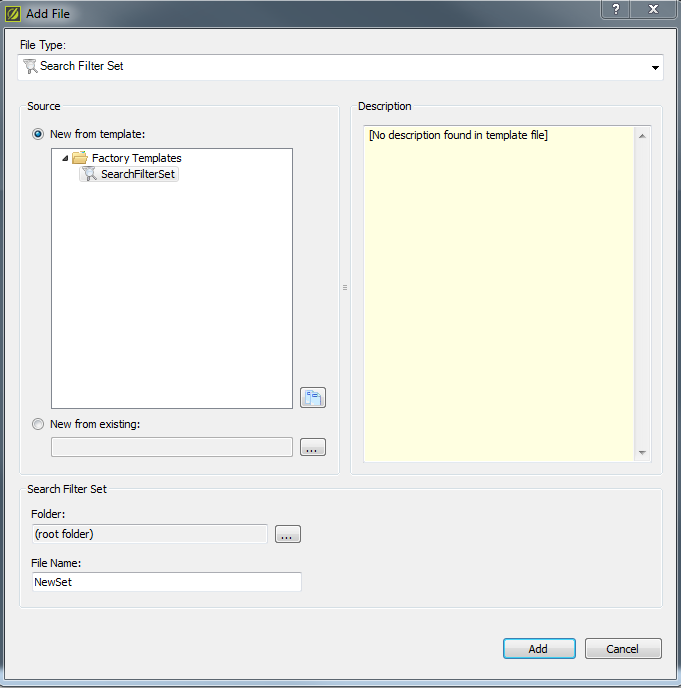 Add File
?
X
File Type:
Search Filter Set
Source
New from template:
Factory Templates
SearchFilterSet
New from existing:
...
Description
[No description found in template file]
Search Filter Set
Folder:
(root folder)
...
File Name:
NewSet
Add
Cancel